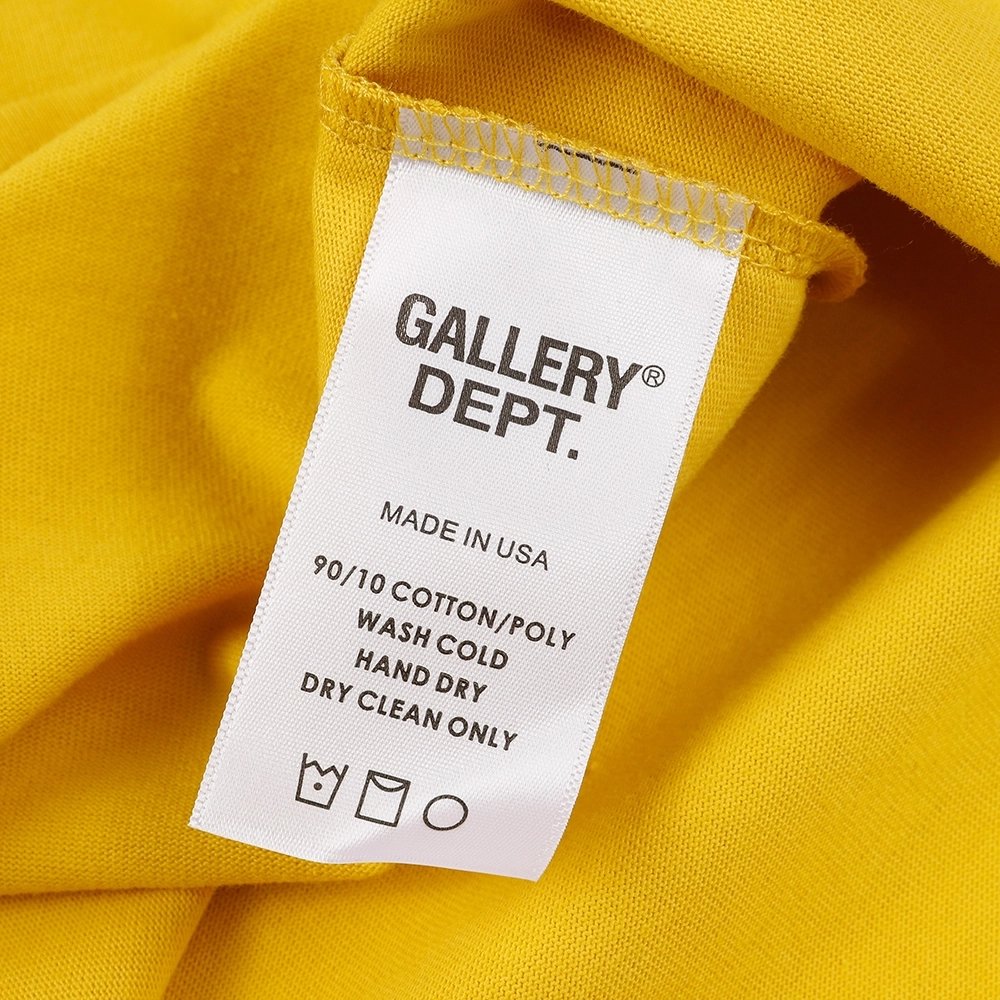 GALLERY®
DEPT.
MADE IN USA
90/10 COTTON/POLY
WASH COLD
HAND DRY
DRY CLEAN ONLY